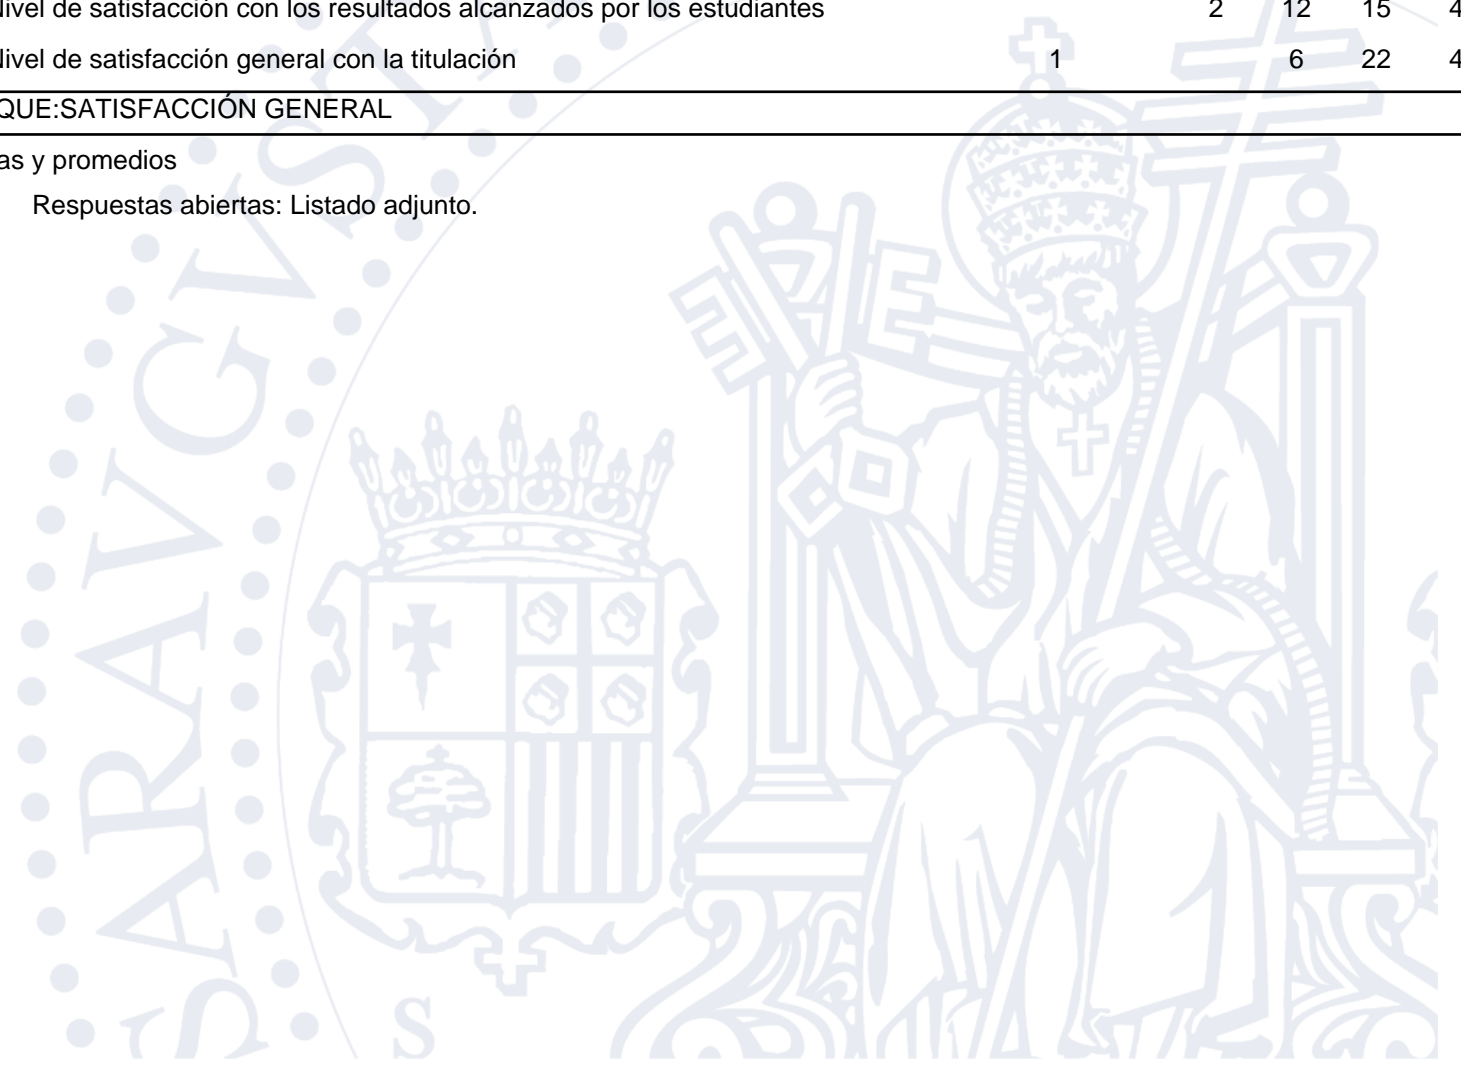 Nivel de satisfacción con los resultados alcanzados por los estudiantes 2 12 15 4
Nivel de satisfacción general con la titulación 1 6 22 4
QUE:SATISFACCIÓN GENERAL
as y promedios
Respuestas abiertas: Listado adjunto.
SARAVGVSTA
S